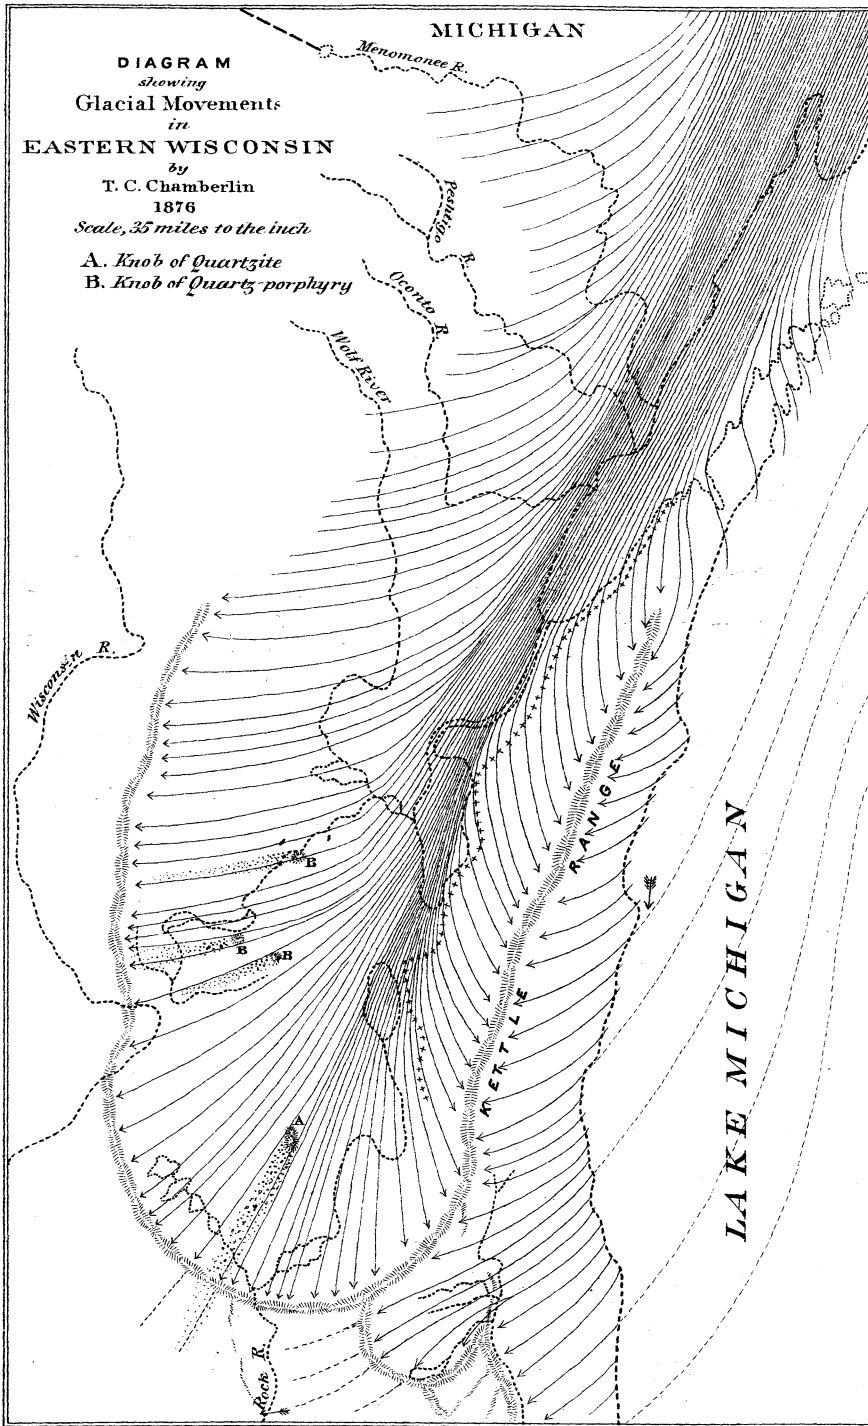 MICHIGAN
Menomonee R.
DIAGRAM
showing
Glacial Movements
in
EASTERN WISCONSIN
by
T. C. Chamberlin
1876
Scale, 35 miles to the inch
A. Knob of Quartzite
B. Knob of Quartz-porphyry
Peshtigo R.
Oconto R.
Wolf River
Wisconsin R.
KETTLE RANGE
LAKE MICHIGAN
B
B
B
A
Rock R.